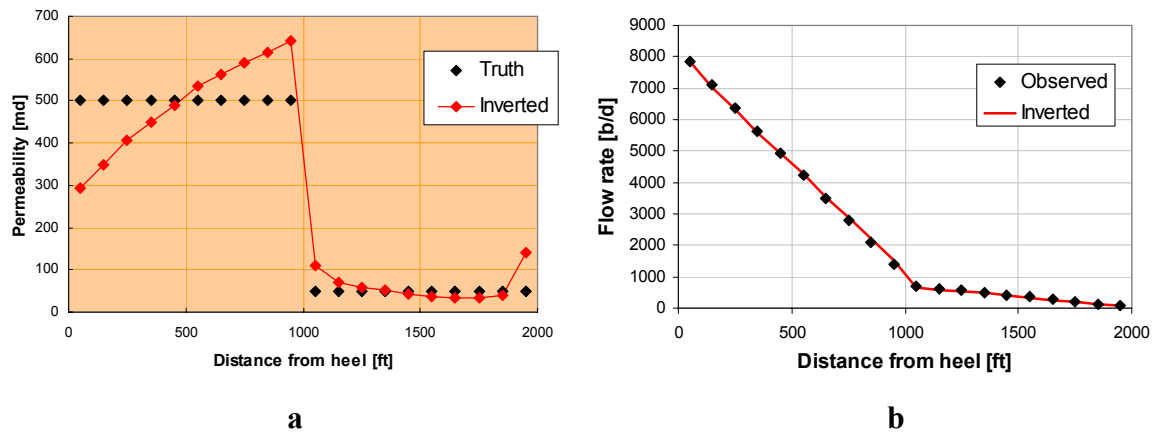 700
600
500
400
300
200
100
0
Permeability [md]
0 500 1000 1500 2000
Distance from heel [ft]
Truth
Inverted
a
9000
8000
7000
6000
5000
4000
3000
2000
1000
0
Flow rate [b/d]
0 500 1000 1500 2000
Distance from heel [ft]
Observed
Inverted
b